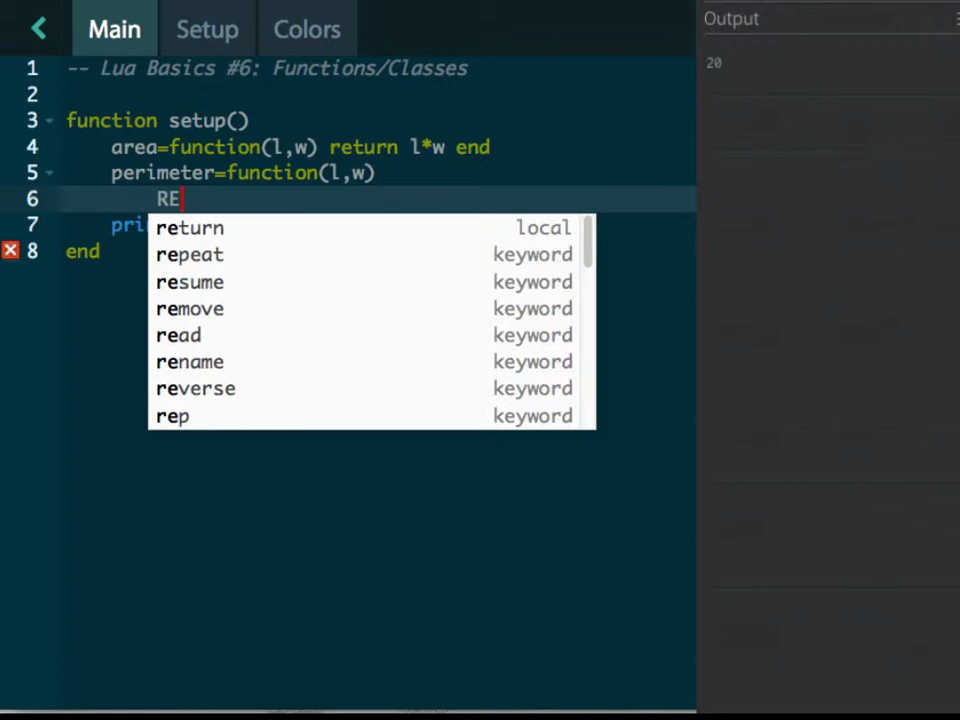 Main Setup Colors
Output
20
1 -- Lua Basics #6: Functions/Classes
2
3 function setup()
4 area=function(l,w) return l*w end
5 perimeter=function(l,w)
6 RE
7 pri
8 end
return local
repeat keyword
resume keyword
remove keyword
read keyword
rename keyword
reverse keyword
rep keyword